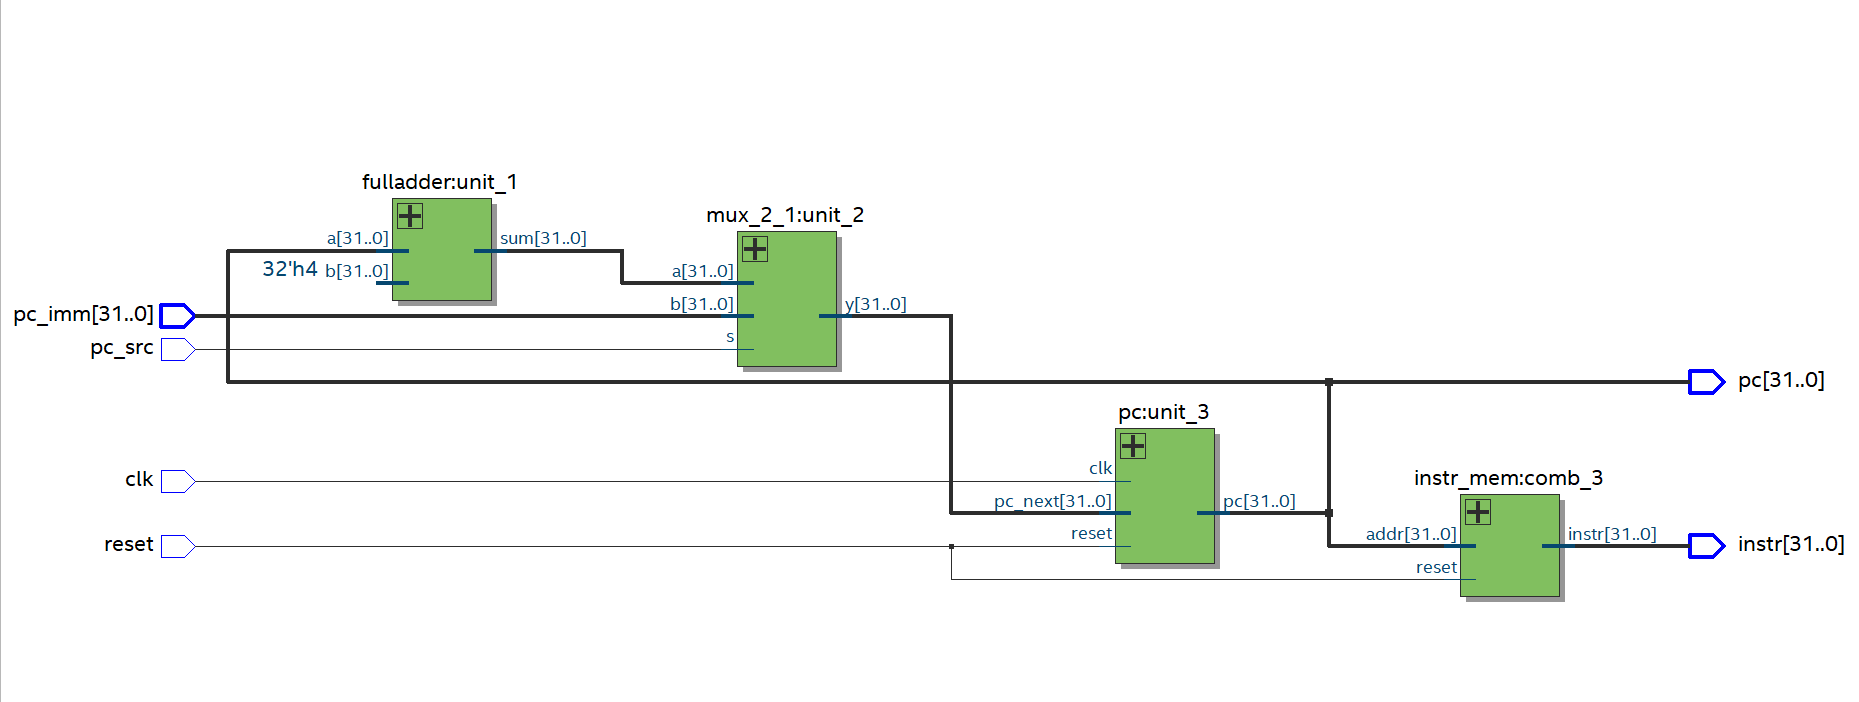 fulladder:unit_1
a[31..0]
sum[31..0]
32'h4 b[31..0]
mux_2_1:unit_2
a[31..0]
b[31..0]
y[31..0]
s
pc_imm[31..0]
pc_src
pc[31..0]
pc:unit_3
clk
clk
pc_next[31..0]
pc[31..0]
reset
reset
instr_mem:comb_3
addr[31..0]
instr[31..0]
reset
instr[31..0]